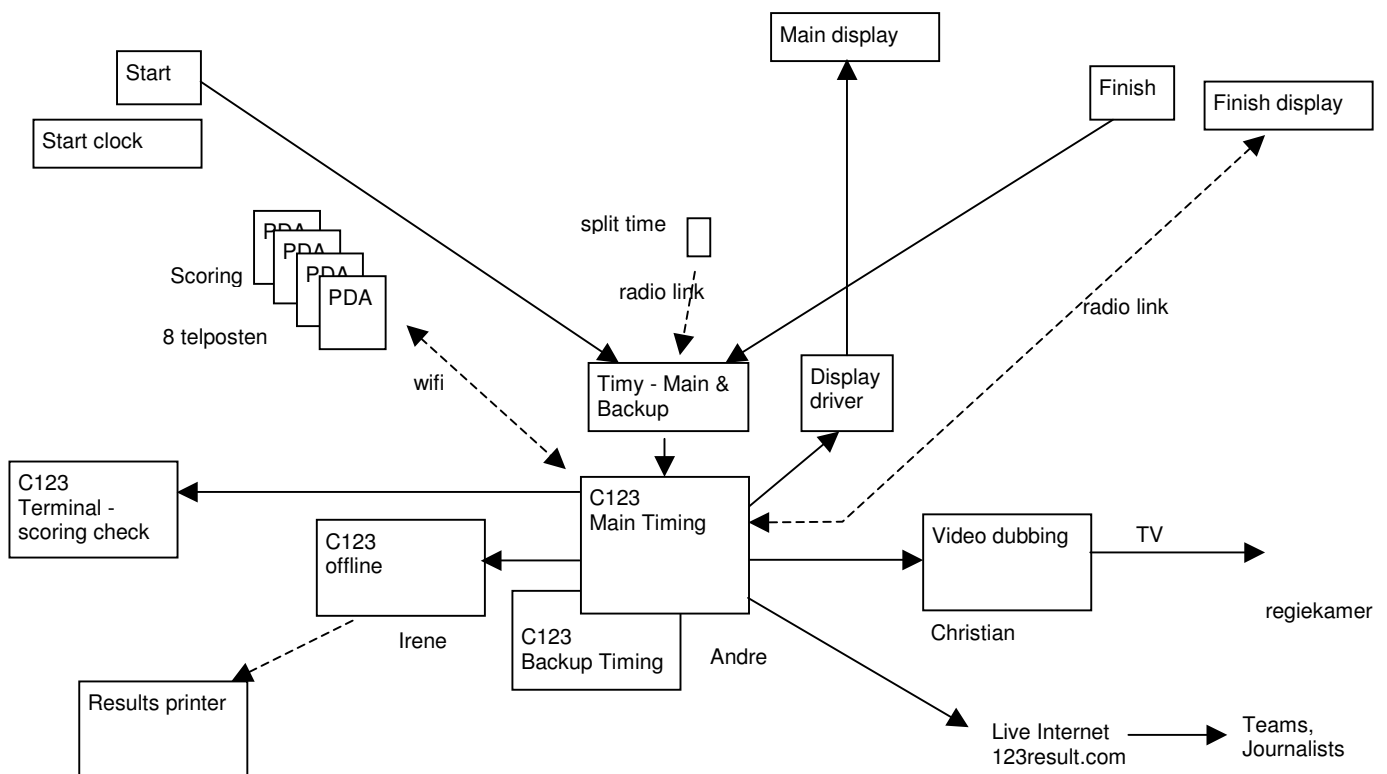 Main display
Start
Finish
Finish display
Start clock
split time
PDA
PDA
PDA
PDA
Scoring
radio link
radio link
8 telposten
wifi
Timy - Main &
Backup
Display
driver
C123
Terminal -
scoring check
C123
Main Timing
C123
offline
Video dubbing
TV
regiekamer
Christian
Irene
C123
Backup Timing
Andre
Results printer
Live Internet
123result.com
Teams,
Journalists